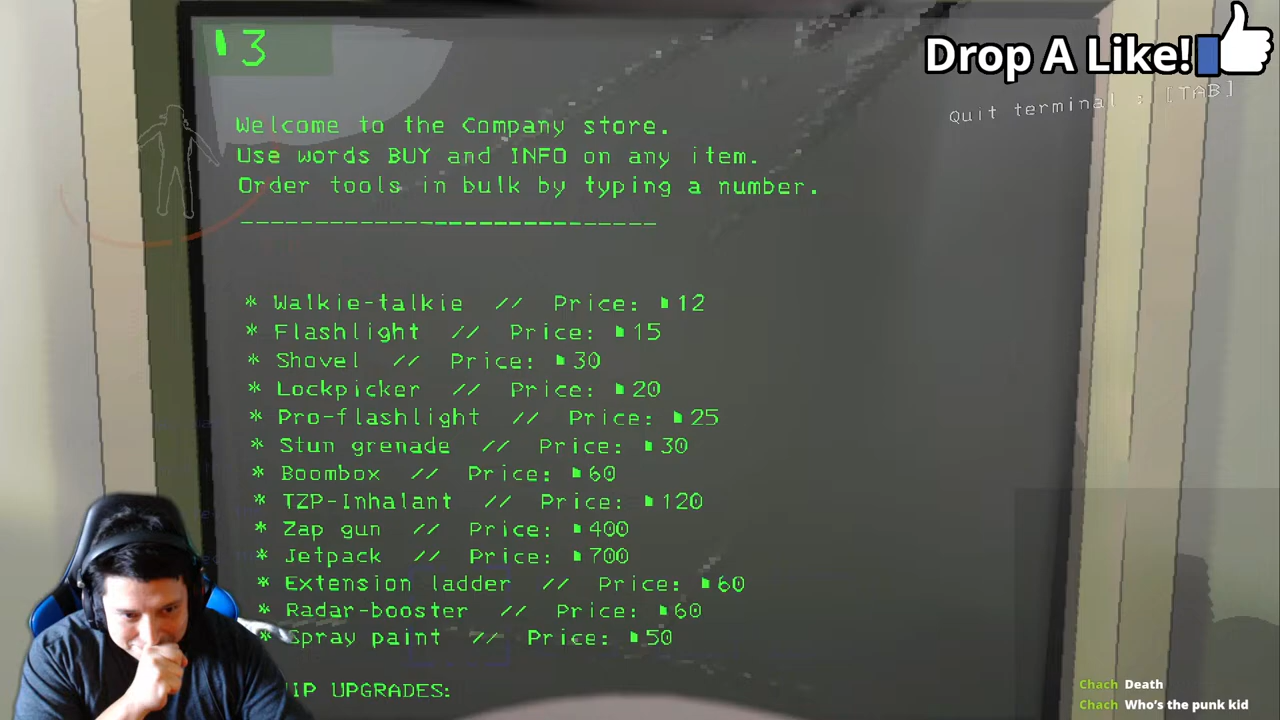 3
Drop A Like!
Quit terminal : [TAB]
Welcome to the Company store.
Use words BUY and INFO on any item.
Order tools in bulk by typing a number.
-----------------------------
* Walkie-talkie // Price: ▮12
* Flashlight // Price: ▮15
* Shovel // Price: ▮30
* Lockpicker // Price: ▮20
* Pro-flashlight // Price: ▮25
* Stun grenade // Price: ▮30
* Boombox // Price: ▮60
* TZP-Inhalant // Price: ▮120
* Zap gun // Price: ▮400
* Jetpack // Price: ▮700
* Extension ladder // Price: ▮60
* Radar-booster // Price: ▮60
* Spray paint // Price: ▮50
IP UPGRADES:
Chach Death
Chach Who's the punk kid